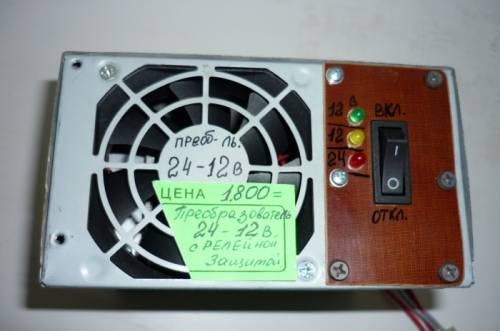 преоб-ль.
24-12в
ЦЕНА 1.800=
Преобразователь
24-12в.
с РЕЛЕЙНОЙ
Защитой
12 в
12
24
ВКЛ.
I
O
ОТКЛ.